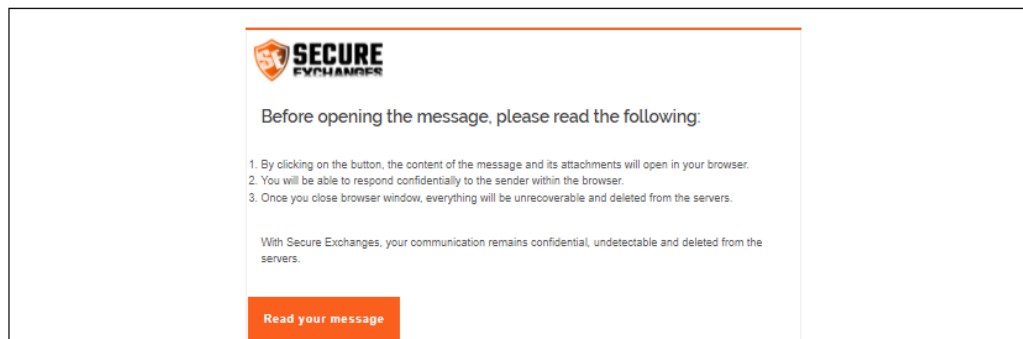 SECURE
EXCHANGES
Before opening the message, please read the following:
1. By clicking on the button, the content of the message and its attachments will open in your browser.
2. You will be able to respond confidentially to the sender within the browser.
3. Once you close browser window, everything will be unrecoverable and deleted from the servers.
With Secure Exchanges, your communication remains confidential, undetectable and deleted from the
servers.
Read your message